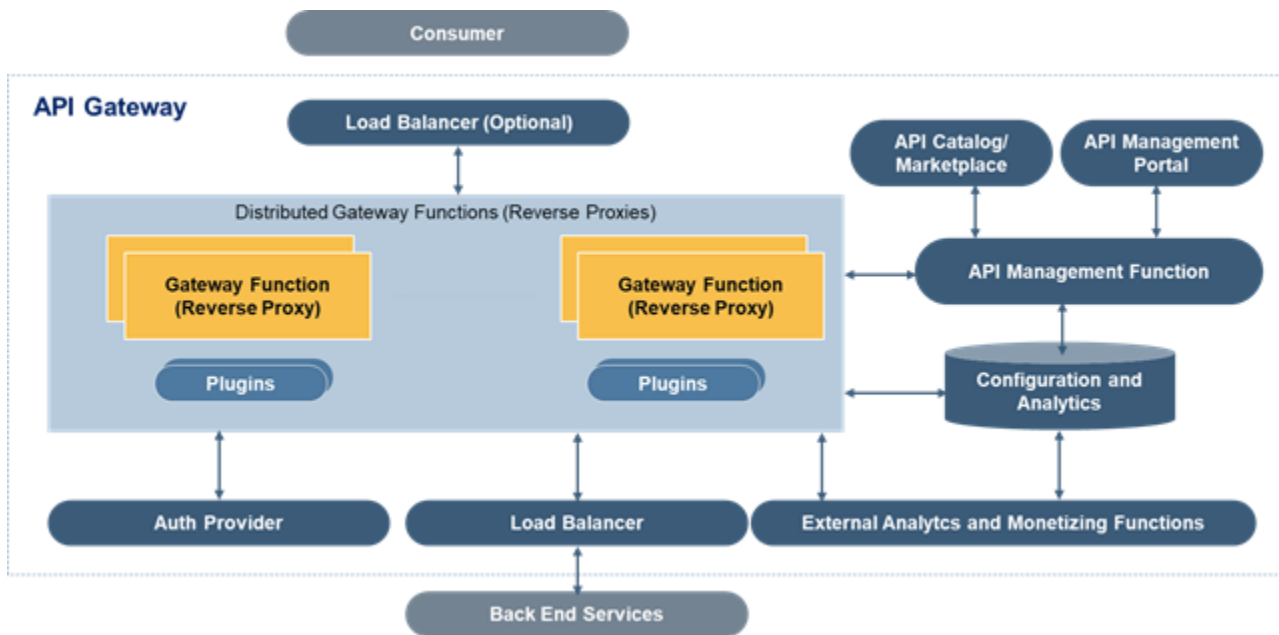 Consumer
API Gateway
Load Balancer (Optional)
API Catalog/
Marketplace
API Management
Portal
Distributed Gateway Functions (Reverse Proxies)
Gateway Function
(Reverse Proxy)
Gateway Function
(Reverse Proxy)
API Management Function
Plugins
Plugins
Configuration and
Analytics
Auth Provider
Load Balancer
External Analytcs and Monetizing Functions
Back End Services